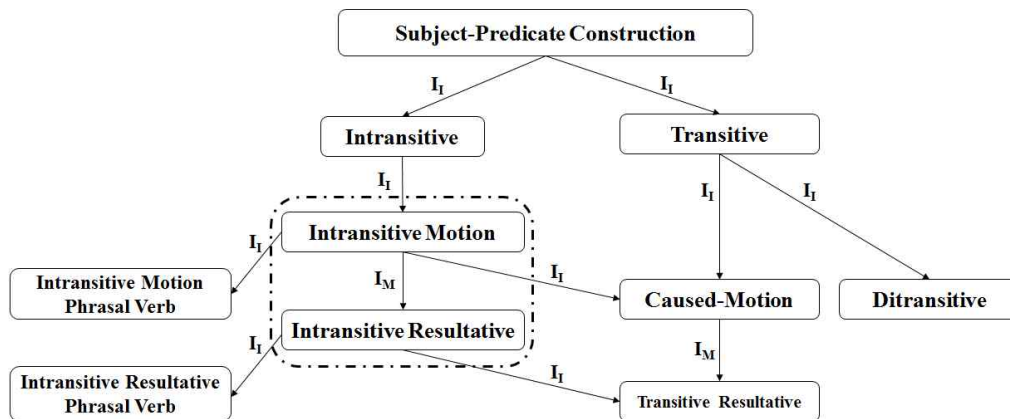 Subject-Predicate Construction
I_I
I_I
Intransitive
Transitive
I_I
I_I
I_I
Intransitive Motion
I_I
Intransitive Motion
Phrasal Verb
I_M
I_I
Caused-Motion
Ditransitive
Intransitive Resultative
I_I
I_M
Intransitive Resultative
Phrasal Verb
I_I
Transitive Resultative